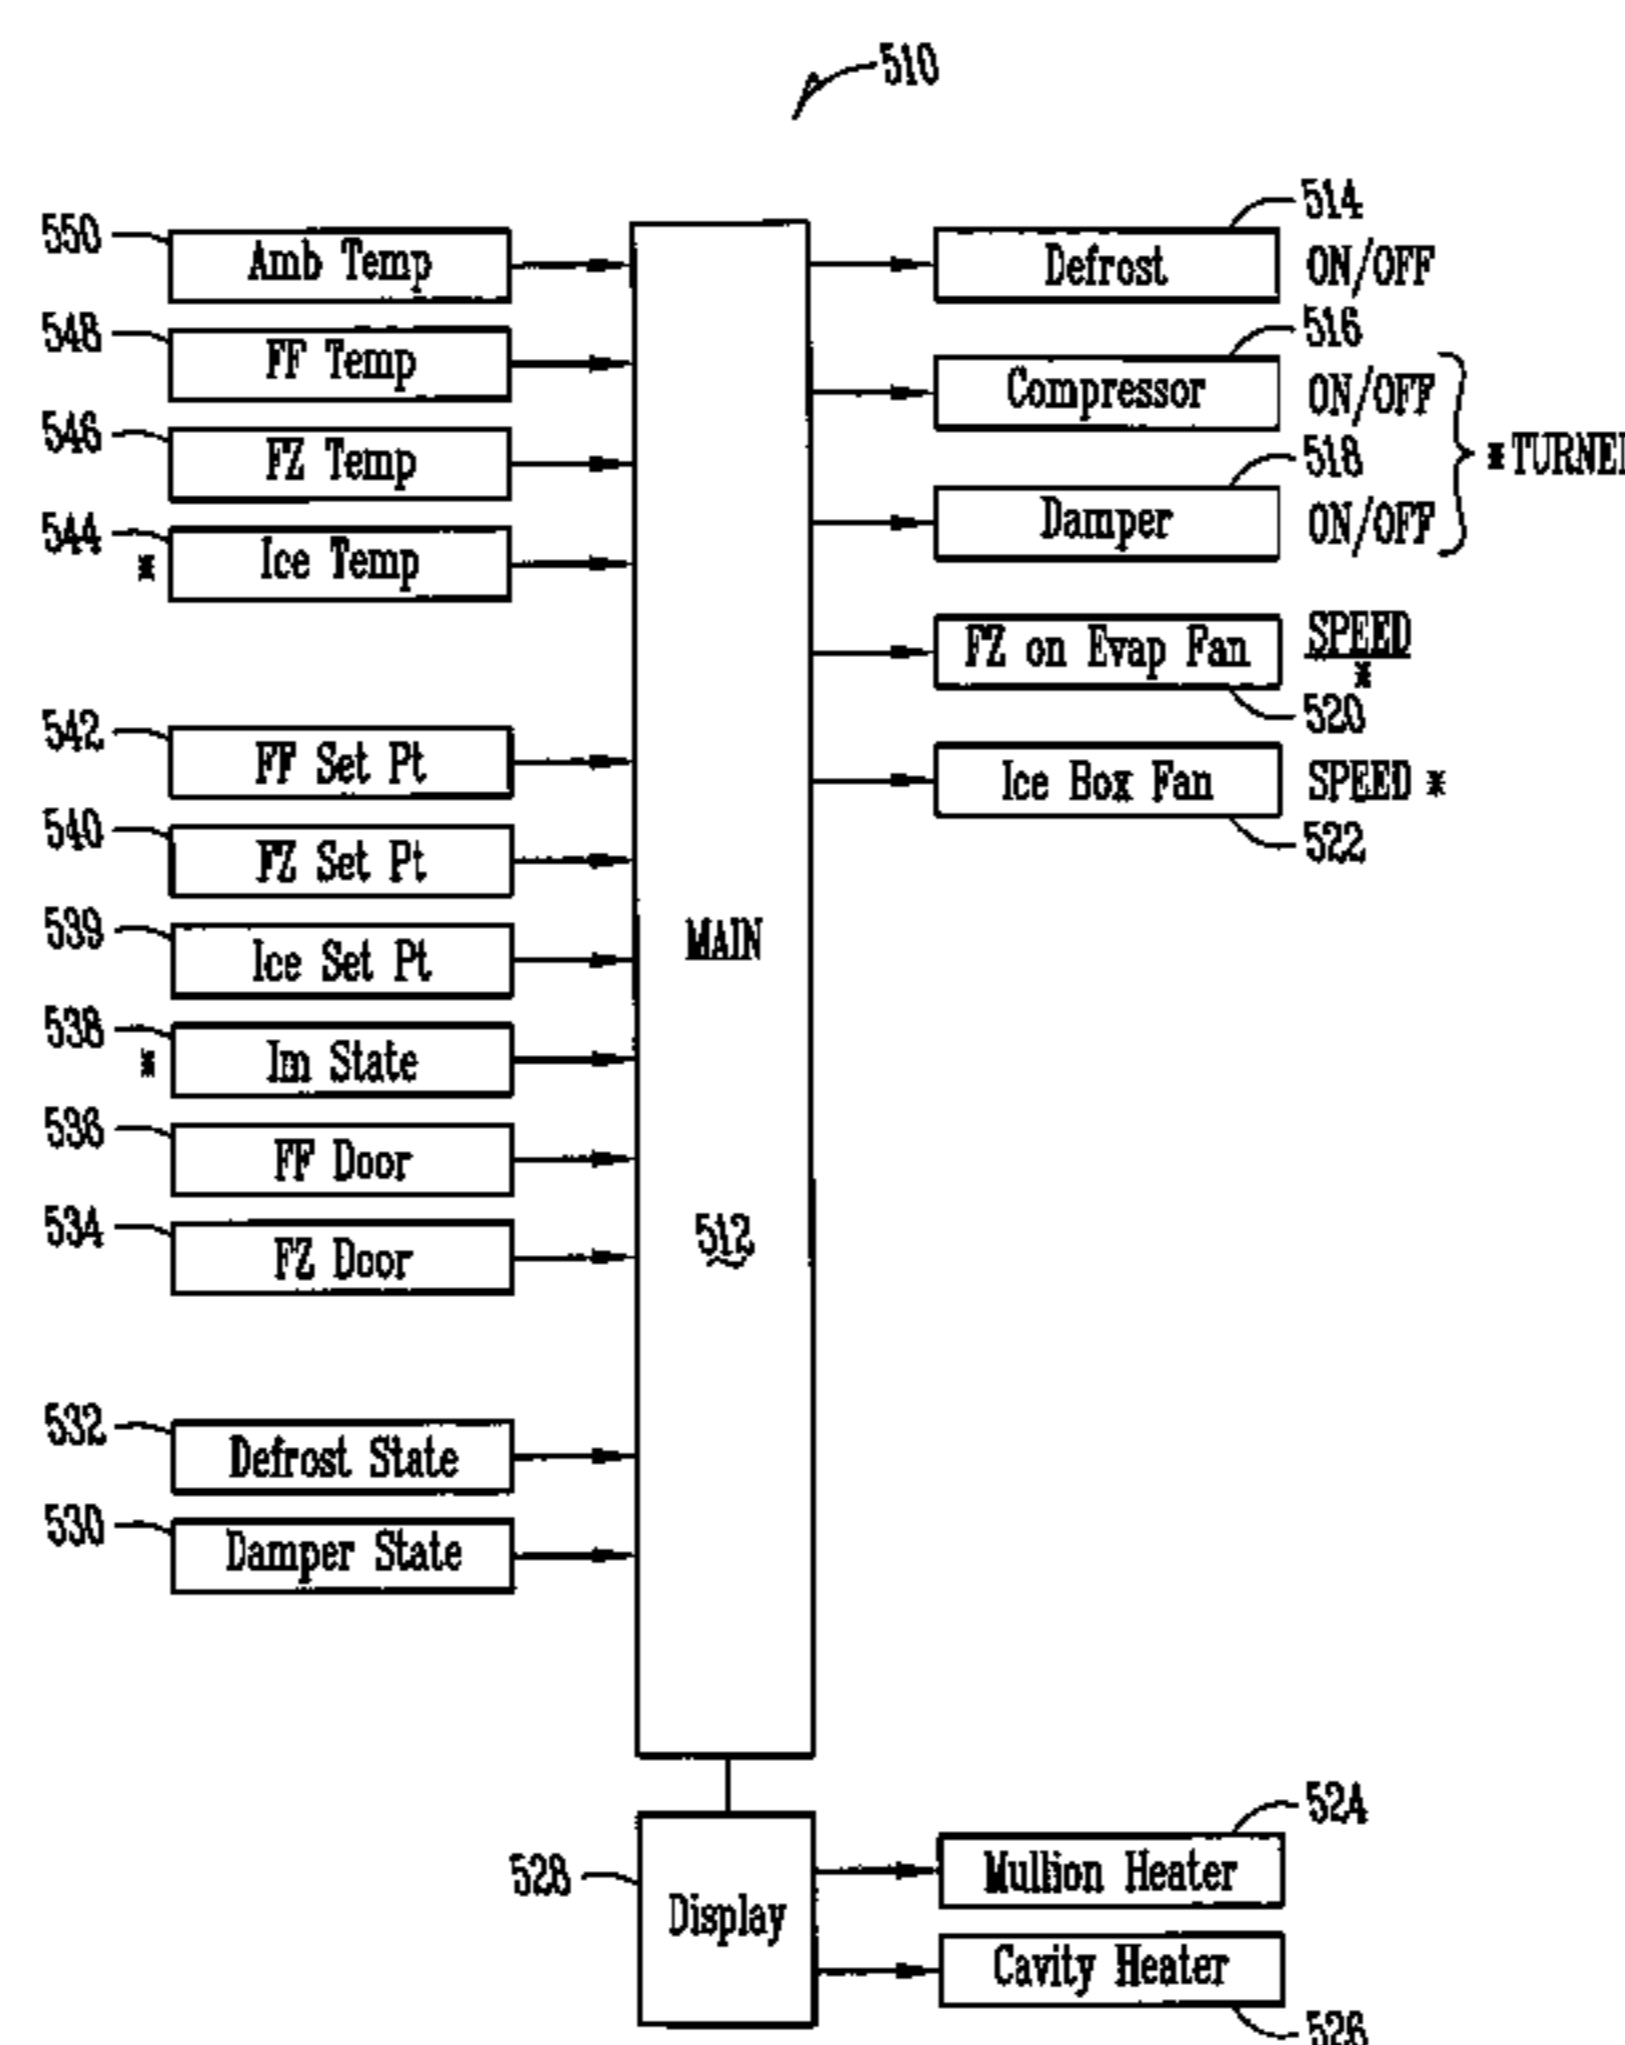 510
550
Amb Temp
548
FF Temp
546
FZ Temp
544
*
Ice Temp
542
FF Set Pt
540
FZ Set Pt
539
Ice Set Pt
538
*
Im State
536
FF Door
534
FZ Door
532
Defrost State
530
Damper State
MAIN
512
514
Defrost ON/OFF
516
Compressor ON/OFF
518
Damper ON/OFF
*
FZ on Evap Fan SPEED
*
520
Ice Box Fan SPEED *
522
528
Display
524
Mullion Heater
Cavity Heater
526